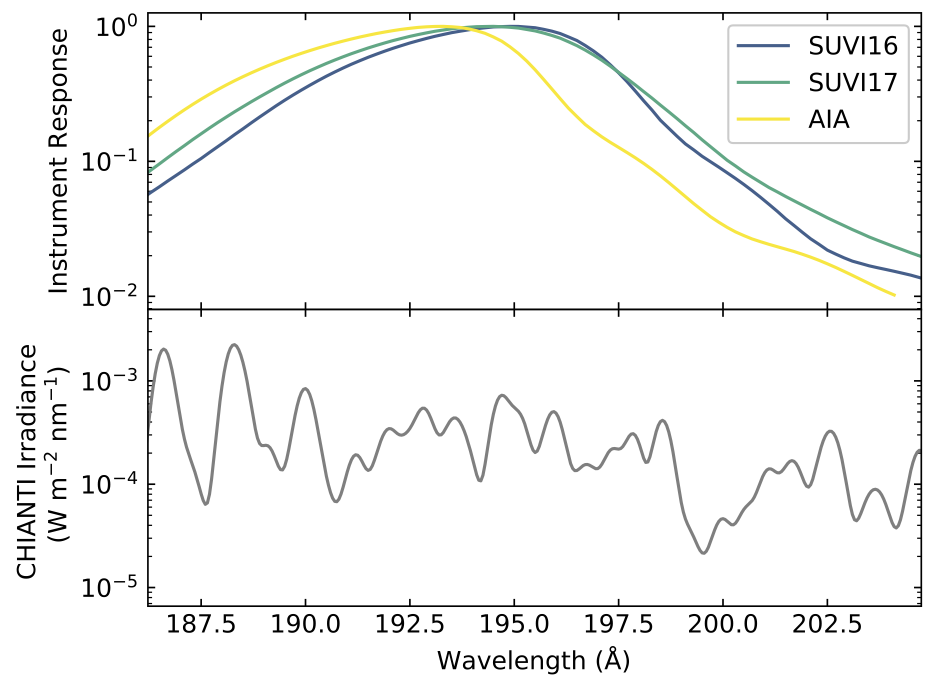 Instrument Response
10⁰
10⁻¹
10⁻²
SUVI16
SUVI17
AIA
CHIANTI Irradiance
(W m⁻² nm⁻¹)
10⁻³
10⁻⁴
10⁻⁵
187.5 190.0 192.5 195.0 197.5 200.0 202.5
Wavelength (Å)